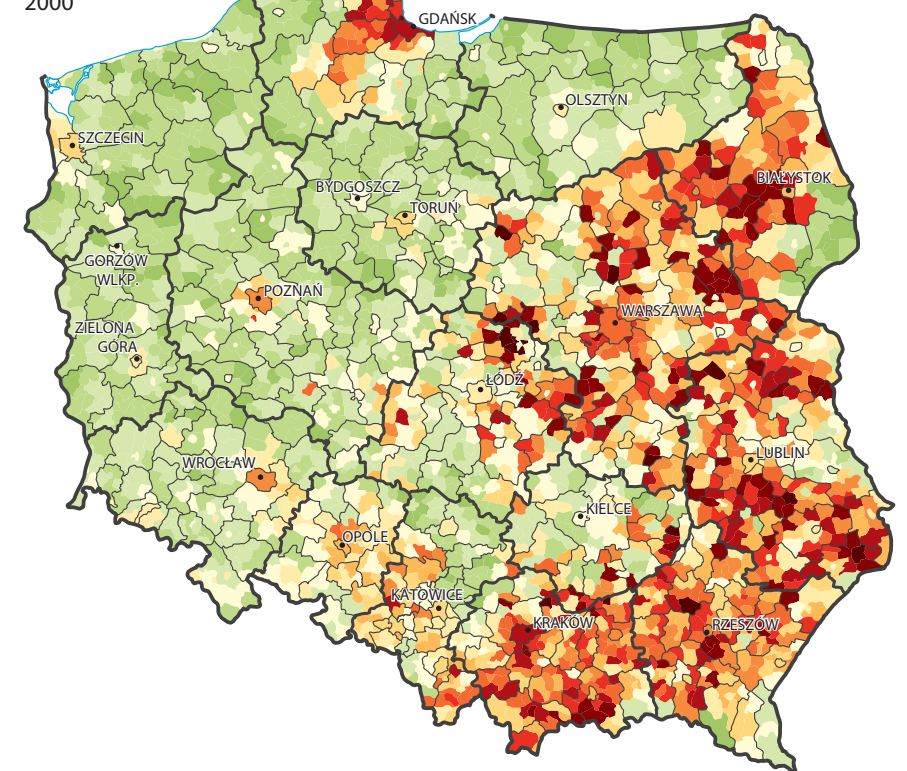 2000
GDAŃSK
OLSZTYN
SZCZECIN
BIAŁYSTOK
BYDGOSZCZ
TORUŃ
GORZÓW
WLKP.
POZNAŃ
WARSZAWA
ZIELONA
GÓRA
ŁÓDŹ
LUBLIN
WROCŁAW
KIELCE
OPOLE
KATOWICE
KRAKÓW
RZESZÓW